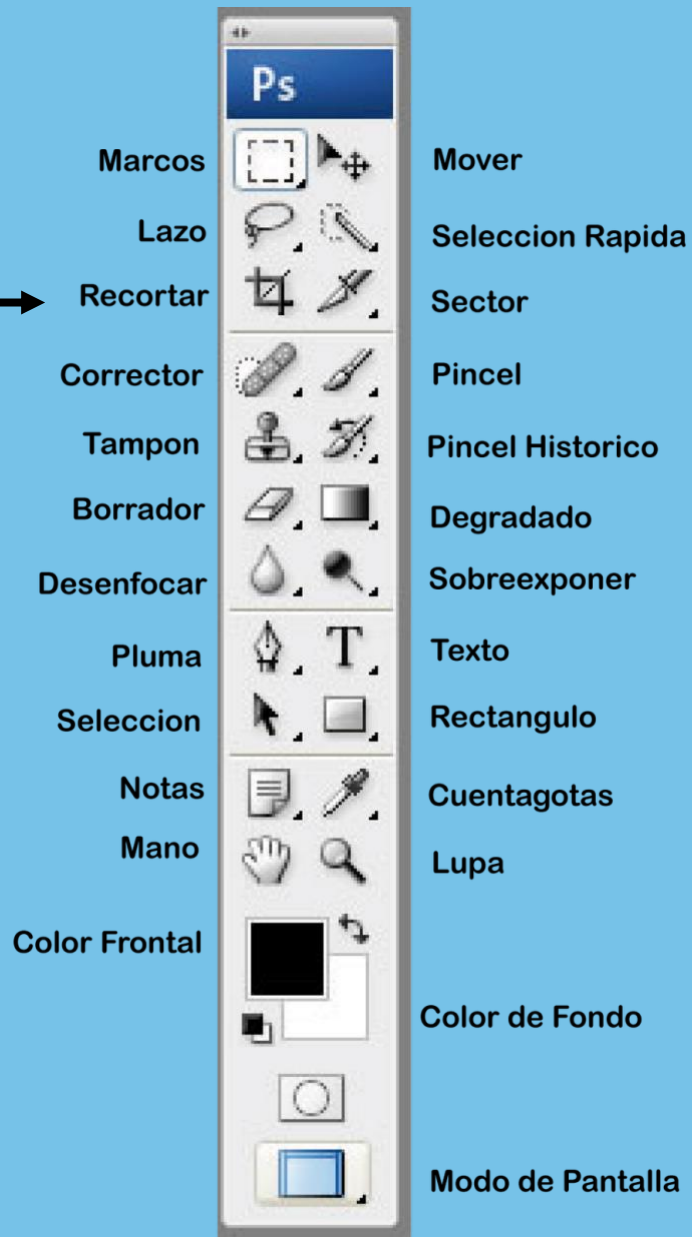 Ps
Marcos Mover
Lazo Seleccion Rapida
Recortar Sector
Corrector Pincel
Tampon Pincel Historico
Borrador Degradado
Desenfocar Sobreexponer
Pluma T Texto
Seleccion Rectangulo
Notas Cuentagotas
Mano Lupa
Color Frontal
Color de Fondo
Modo de Pantalla